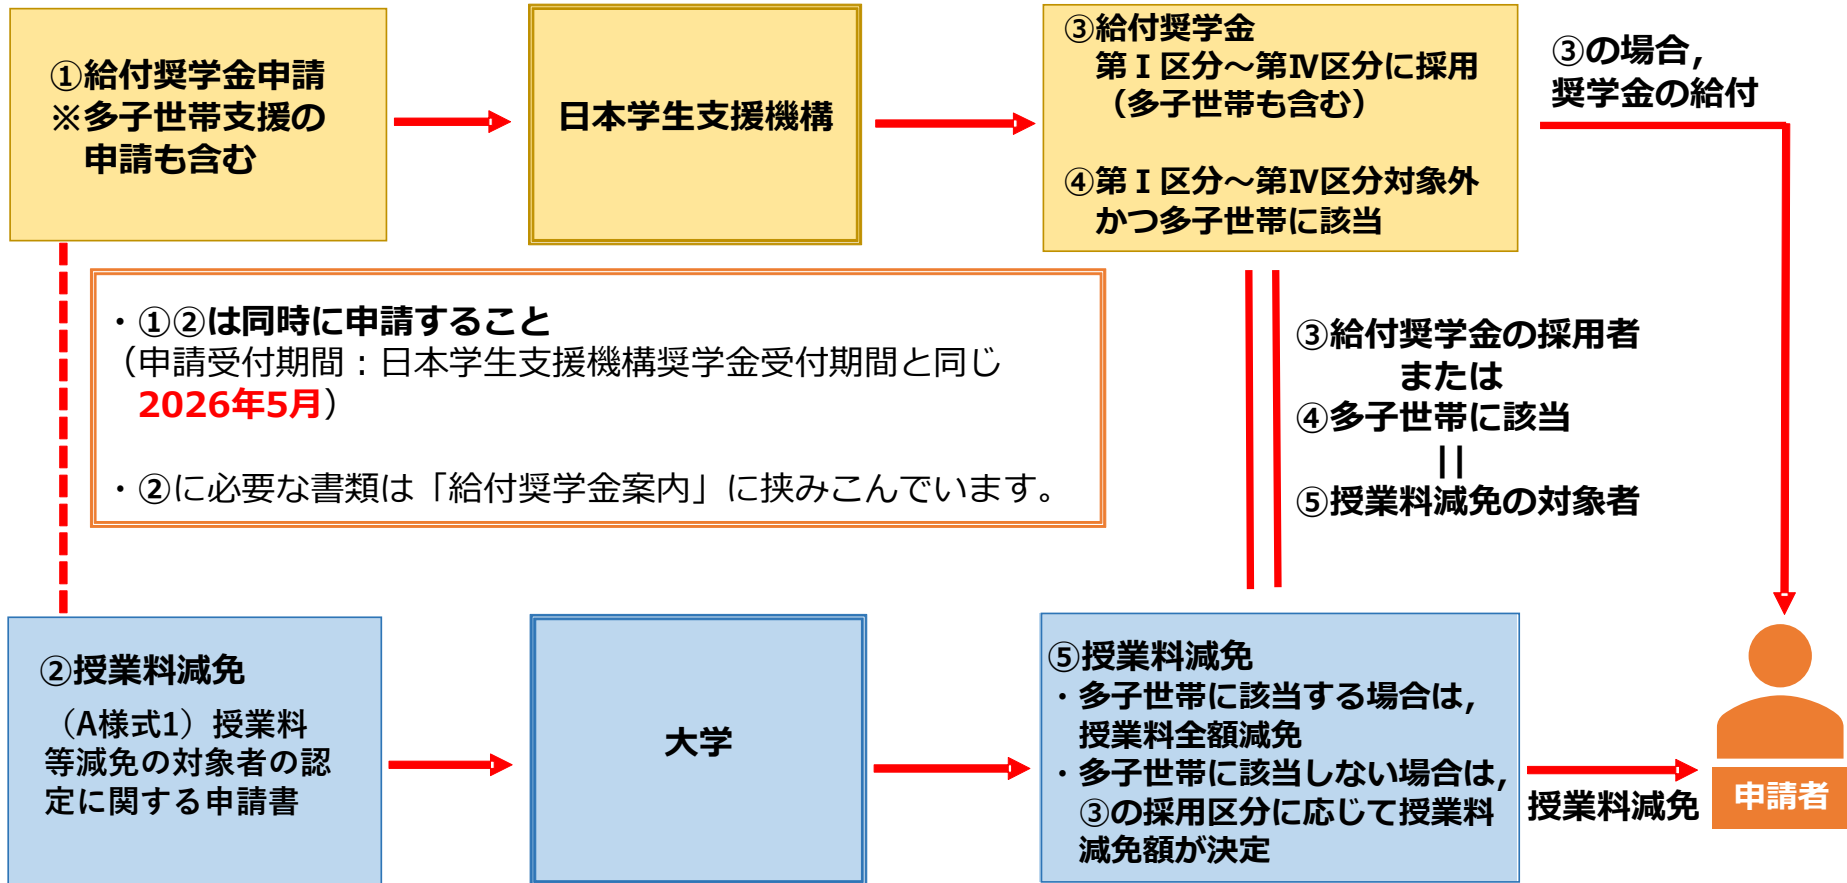 ①給付奨学金申請
※多子世帯支援の
申請も含む
日本学生支援機構
③給付奨学金
第Ⅰ区分～第Ⅳ区分に採用
（多子世帯も含む）
④第Ⅰ区分～第Ⅳ区分対象外
かつ多子世帯に該当
③の場合,
奨学金の給付
・①②は同時に申請すること
（申請受付期間：日本学生支援機構奨学金受付期間と同じ
2026年5月）
・②に必要な書類は「給付奨学金案内」に挟みこんでいます。
③給付奨学金の採用者
または
④多子世帯に該当
||
⑤授業料減免の対象者
②授業料減免
（A様式1）授業料
等減免の対象者の認
定に関する申請書
大学
⑤授業料減免
・多子世帯に該当する場合は,
授業料全額減免
・多子世帯に該当しない場合は,
③の採用区分に応じて授業料
減免額が決定
授業料減免
申請者